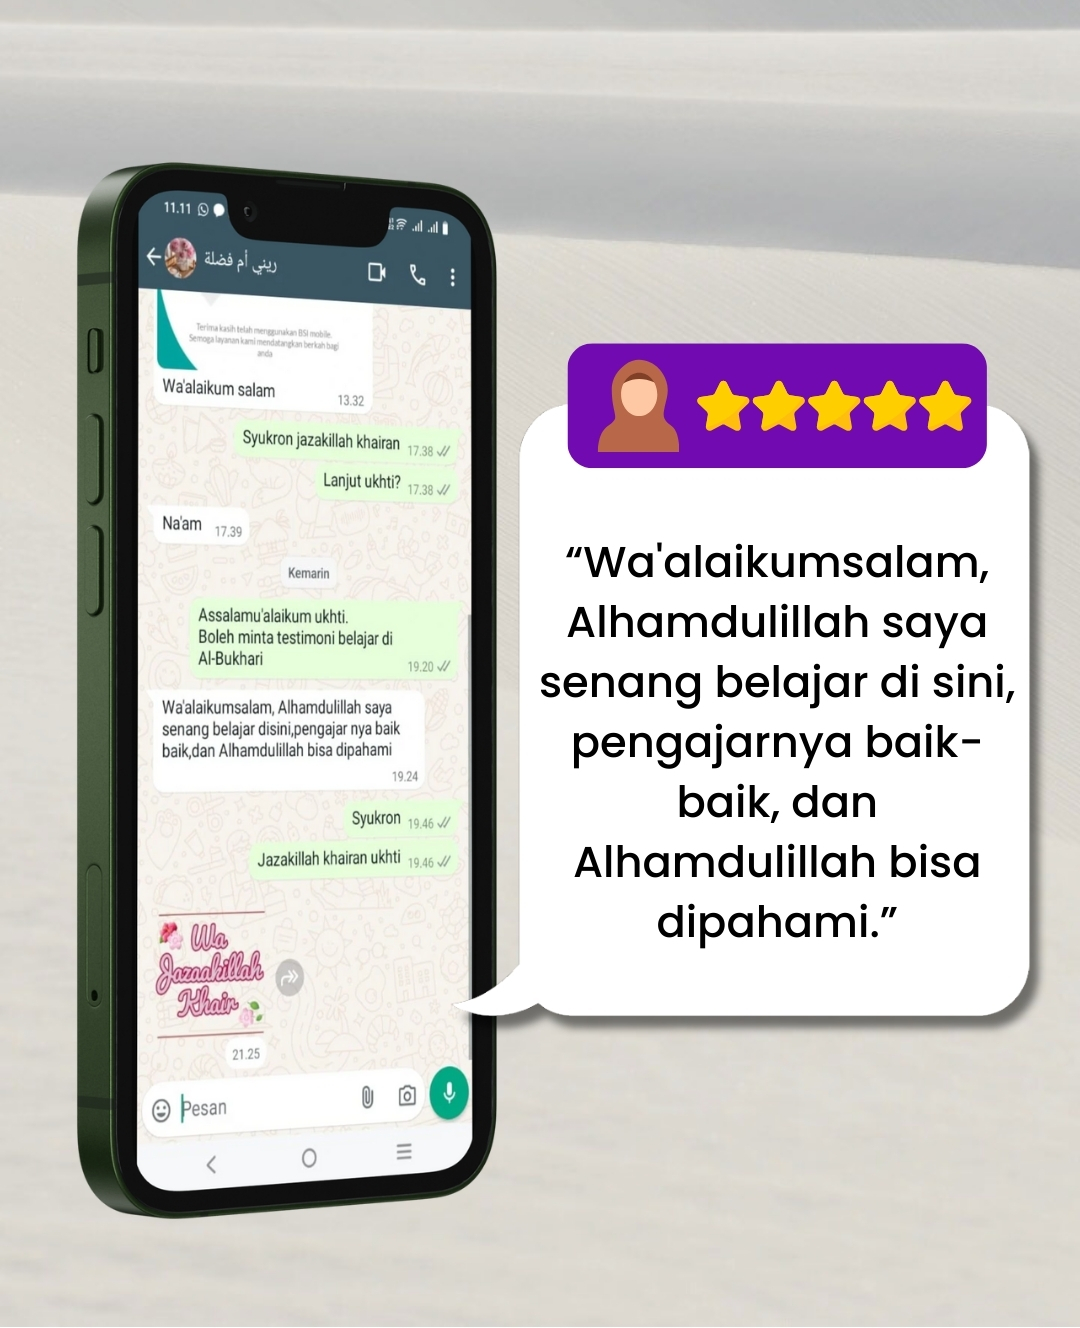 11.11
ريني أم فضلة
Terima kasih telah menggunakan BSI mobile.
Semoga layanan kami mendatangkan berkah bagi
anda
Wa'alaikum salam
13.32
Syukron jazakillah khairan 17.38
Lanjut ukhti? 17.38
Na'am 17.39
Kemarin
Assalamu'alaikum ukhti.
Boleh minta testimoni belajar di
Al-Bukhari 19.20
Wa'alaikumsalam, Alhamdulillah saya
senang belajar disini,pengajar nya baik
baik,dan Alhamdulillah bisa dipahami
19.24
Syukron 19.46
Jazakillah khairan ukhti 19.46
Wa
Jazaakillah
Khair
21.25
Pesan
“Wa'alaikumsalam,
Alhamdulillah saya
senang belajar di sini,
pengajarnya baik-
baik, dan
Alhamdulillah bisa
dipahami.”